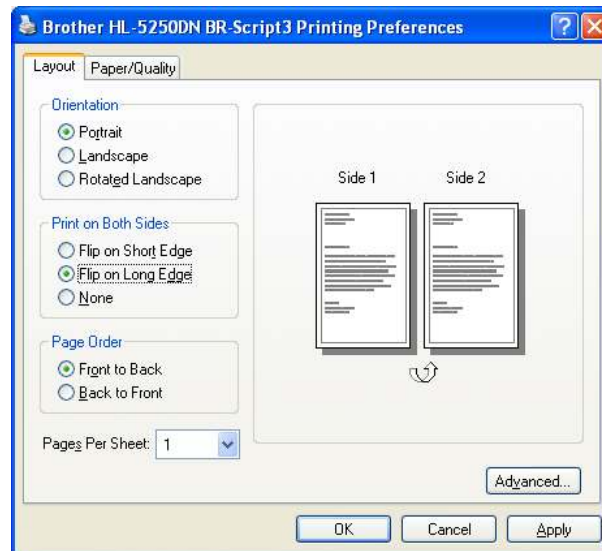 Brother HL-5250DN BR-Script3 Printing Preferences
Layout Paper/Quality
Orientation
Portrait
Landscape
Rotated Landscape
Print on Both Sides
Flip on Short Edge
Flip on Long Edge
None
Page Order
Front to Back
Back to Front
Pages Per Sheet: 1
Side 1 Side 2
Advanced...
OK Cancel Apply